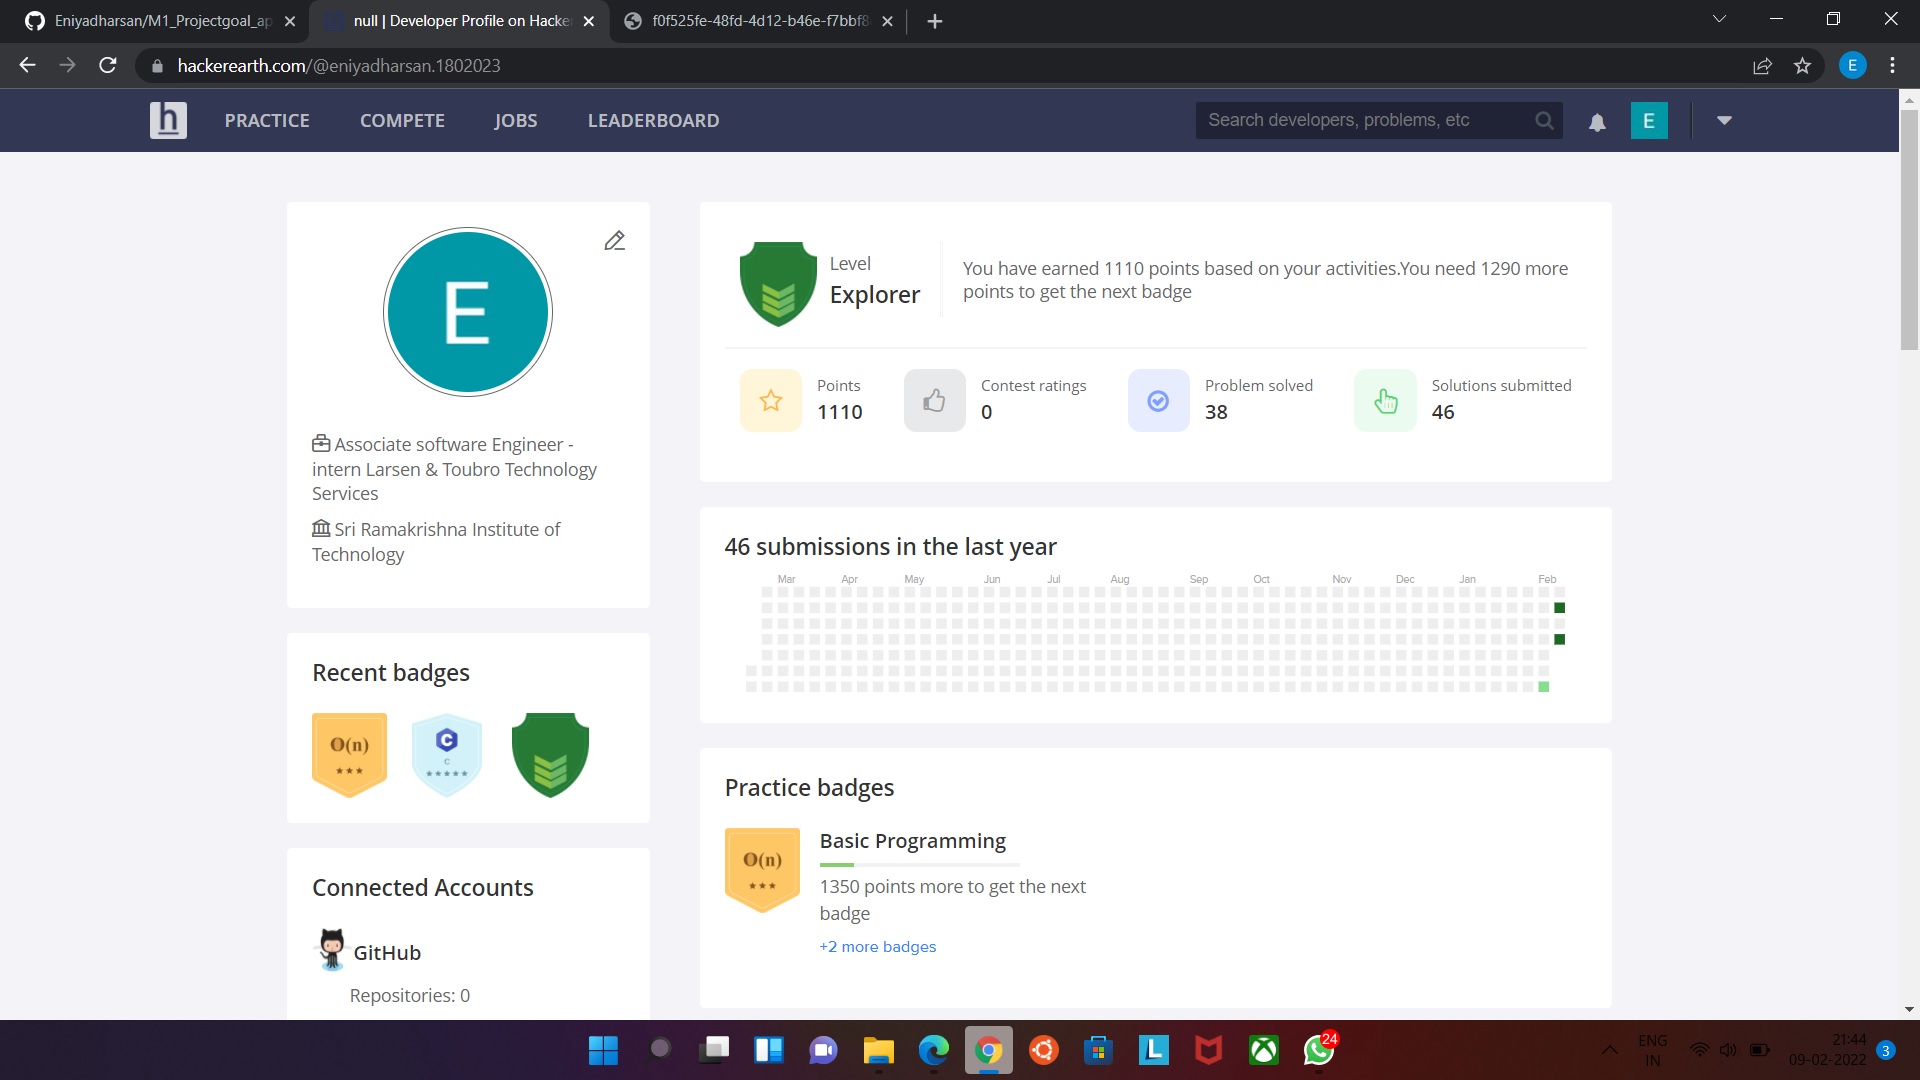 Eniyadharsan/M1_Projectgoal_ap
null | Developer Profile on Hacke
f0f525fe-48fd-4d12-b46e-f7bbf8
hackerearth.com/@eniyadharsan.1802023
E
h
PRACTICE
COMPETE
JOBS
LEADERBOARD
Search developers, problems, etc
E
E
Associate software Engineer -
intern Larsen & Toubro Technology
Services
Sri Ramakrishna Institute of
Technology
Recent badges
O(n)
C
C
Connected Accounts
GitHub
Repositories: 0
Level
Explorer
You have earned 1110 points based on your activities.You need 1290 more
points to get the next badge
Points
1110
Contest ratings
0
Problem solved
38
Solutions submitted
46
46 submissions in the last year
Mar Apr May Jun Jul Aug Sep Oct Nov Dec Jan Feb
Practice badges
O(n)
Basic Programming
1350 points more to get the next
badge
+2 more badges
L
24
ENG
IN
21:44
09-02-2022
3